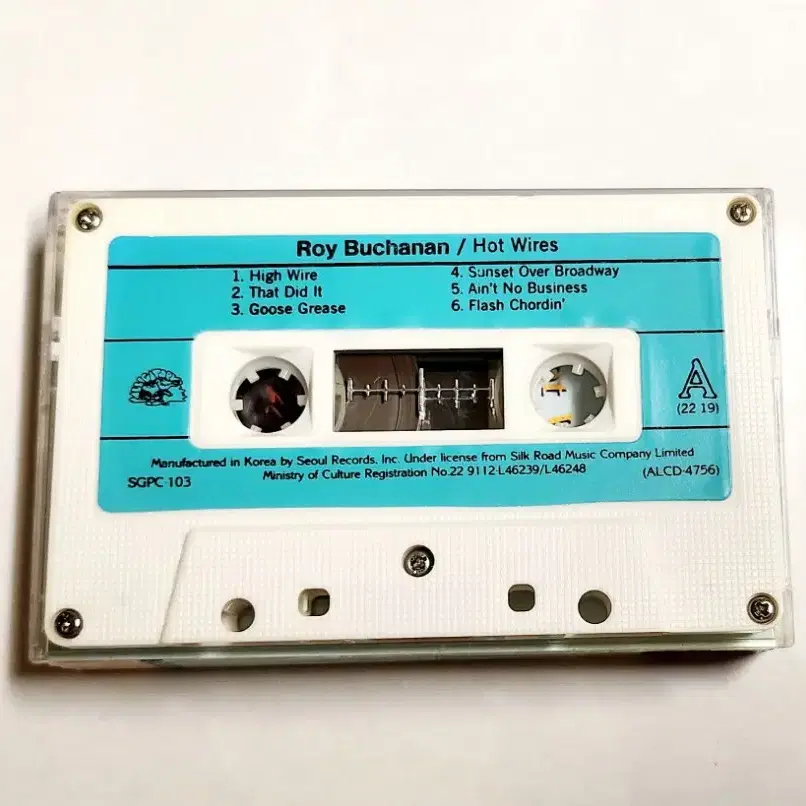 Roy Buchanan / Hot Wires
1. High Wire
2. That Did It
3. Goose Grease
4. Sunset Over Broadway
5. Ain't No Business
6. Flash Chordin'
A
(22 19)
Manufactured in Korea by Seoul Records, Inc. Under license from Silk Road Music Company Limited
SGPC-103
Ministry of Culture Registration No.22 9112-L46239/L46248
(ALCD-4756)